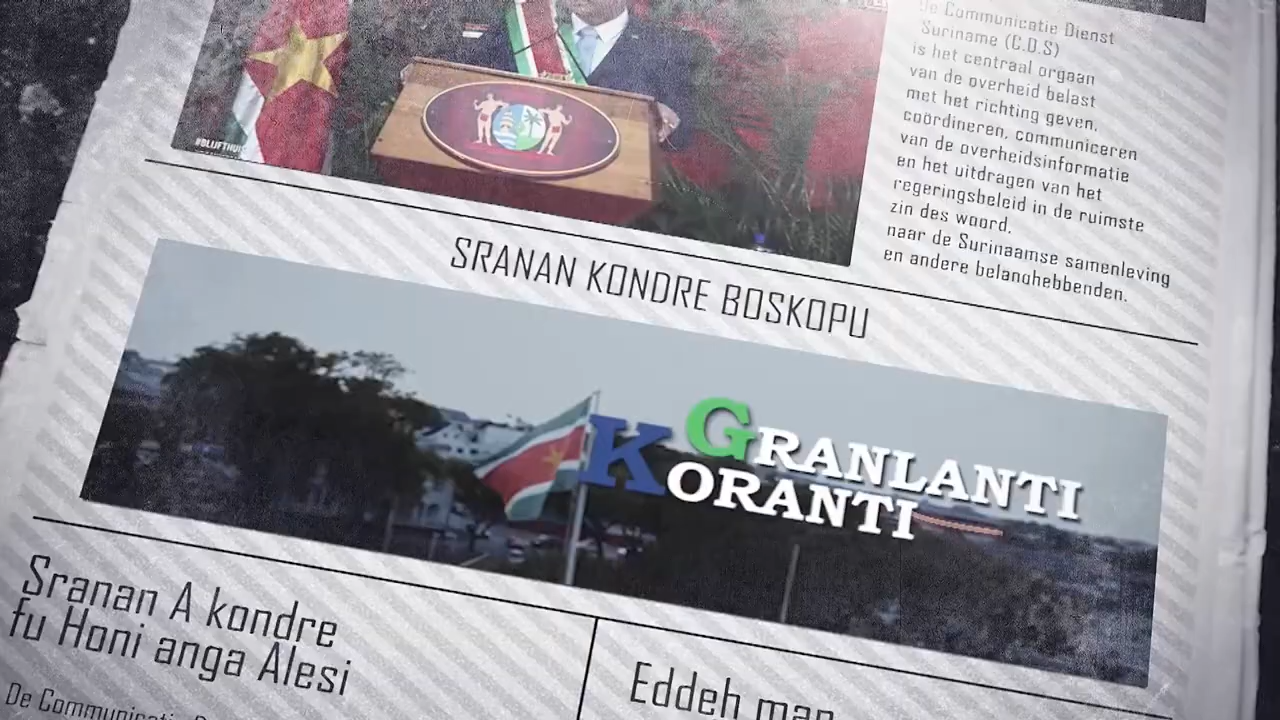 De Communicatie Dienst
Suriname (C.D.S)
is het centraal orgaan
van de overheid belast
met het richting geven,
coördineren, communiceren
van de overheidsinformatie
en het uitdragen van het
regeringsbeleid in de ruimste
zin des woord.
naar de Surinaamse samenleving
en andere belanghebbenden.
SRANAN KONDRE BOSKOPU
GRANLANTI
KORANTI
Sranan A kondre
fu Honi anga Alesi
Eddeh man
De